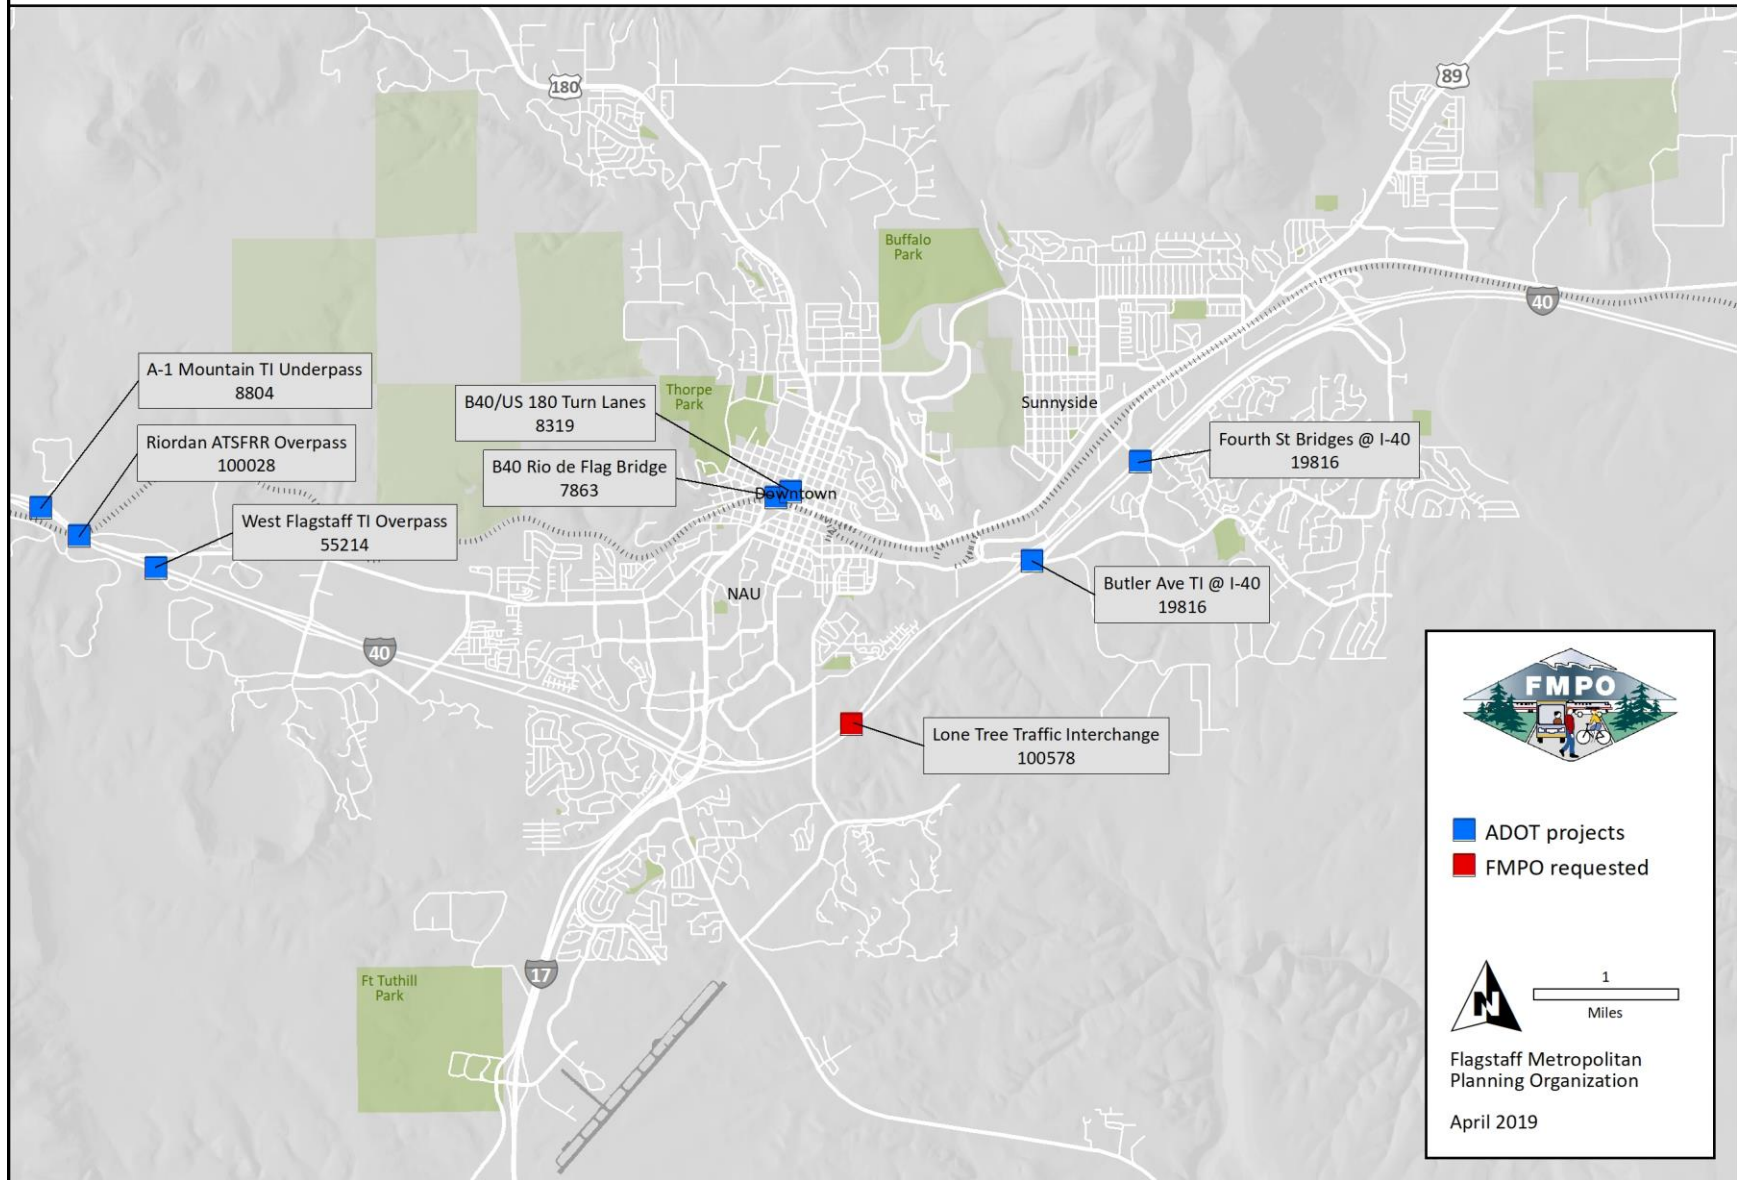 180
89
Buffalo
Park
40
A-1 Mountain TI Underpass
8804
B40/US 180 Turn Lanes
8319
Thorpe
Park
Sunnyside
Riordan ATSFRR Overpass
100028
Fourth St Bridges @ I-40
19816
B40 Rio de Flag Bridge
7863
Downtown
West Flagstaff TI Overpass
55214
Butler Ave TI @ I-40
19816
NAU
40
Lone Tree Traffic Interchange
100578
17
Ft Tuthill
Park
FMPO
ADOT projects
FMPO requested
N
1
Miles
Flagstaff Metropolitan
Planning Organization
April 2019